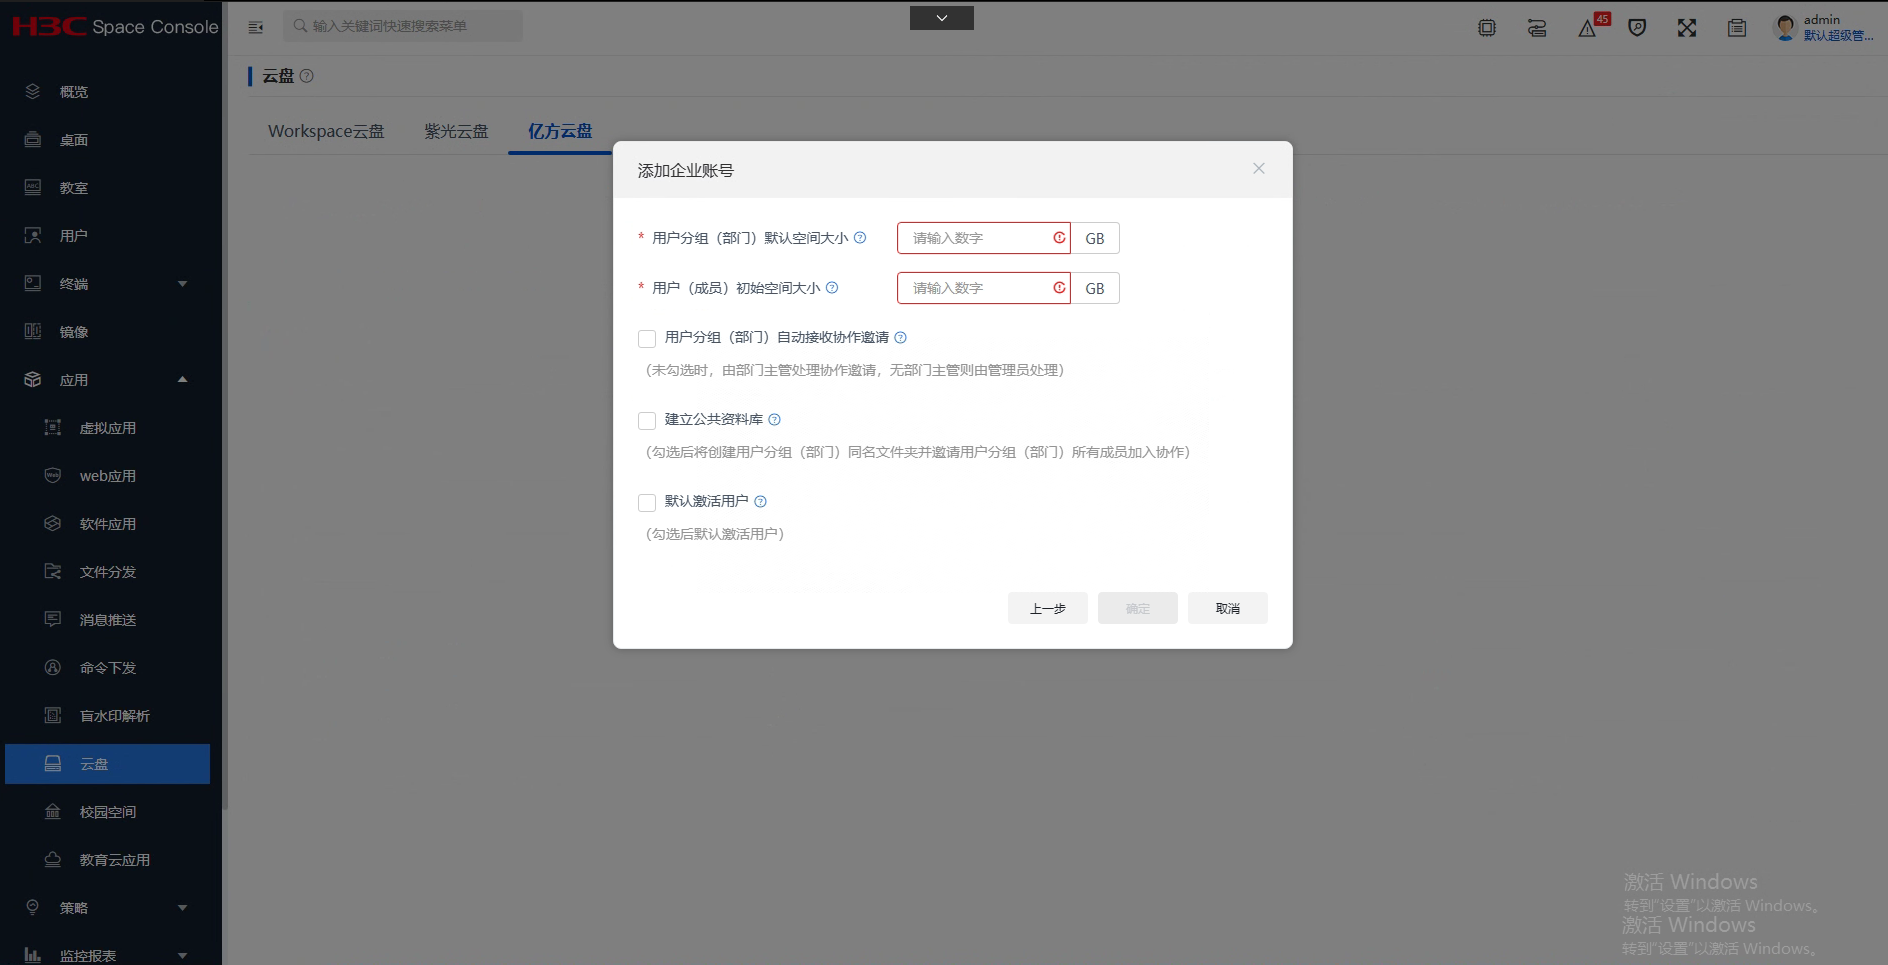 H3C Space Console
输入关键词快速搜索菜单
45
admin
默认超级管...
概览
桌面
教室
用户
终端
镜像
应用
虚拟应用
web应用
软件应用
文件分发
消息推送
命令下发
盲水印解析
云盘
校园空间
教育云应用
策略
监控报表
云盘
Workspace云盘 紫光云盘 亿方云盘
添加企业账号
* 用户分组（部门）默认空间大小 请输入数字 GB
* 用户（成员）初始空间大小 请输入数字 GB
用户分组（部门）自动接收协作邀请
（未勾选时，由部门主管处理协作邀请，无部门主管则由管理员处理）
建立公共资料库
（勾选后将创建用户分组（部门）同名文件夹并邀请用户分组（部门）所有成员加入协作）
默认激活用户
（勾选后默认激活用户）
上一步 确定 取消
激活 Windows
转到"设置"以激活 Windows。
激活 Windows
转到"设置"以激活 Windows。